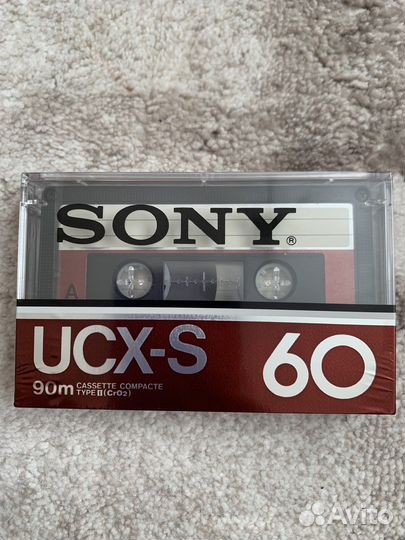 SONY®
A
UCX-S 60
90m CASSETTE COMPACTE
TYPE II (CrO2)
Avito